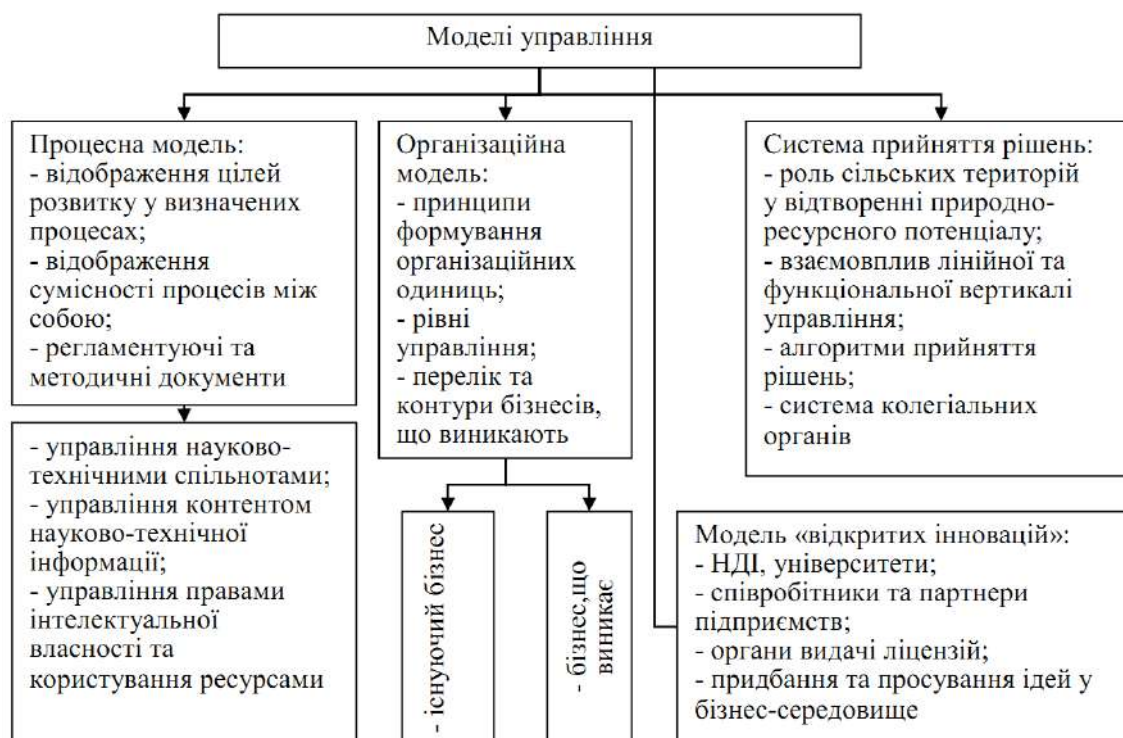 Моделі управління
Процесна модель:
- відображення цілей
розвитку у визначених
процесах;
- відображення
сумісності процесів між
собою;
- регламентуючі та
методичні документи
Організаційна
модель:
- принципи
формування
організаційних
одиниць;
- рівні
управління;
- перелік та
контури бізнесів,
що виникають
Система прийняття рішень:
- роль сільських територій
у відтворенні природно-
ресурсного потенціалу;
- взаємовплив лінійної та
функціональної вертикалі
управління;
- алгоритми прийняття
рішень;
- система колегіальних
органів
- управління науково-
технічними спільнотами;
- управління контентом
науково-технічної
інформації;
- управління правами
інтелектуальної
власності та
користування ресурсами
- існуючий бізнес
- бізнес,що
виникає
Модель «відкритих інновацій»:
- НДІ, університети;
- співробітники та партнери
підприємств;
- органи видачі ліцензій;
- придбання та просування ідей у
бізнес-середовище